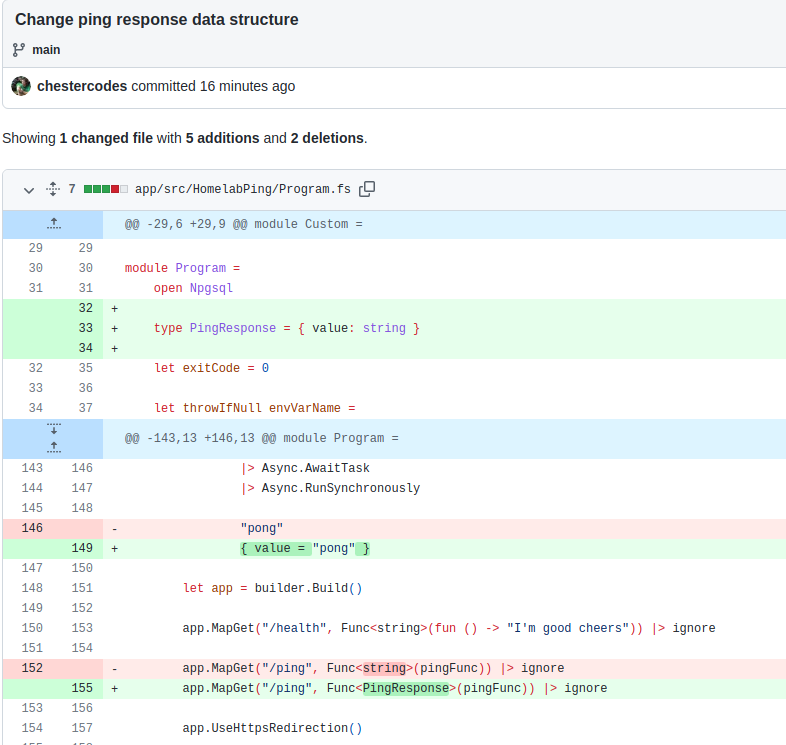 Change ping response data structure
main
chestercodes committed 16 minutes ago
Showing 1 changed file with 5 additions and 2 deletions.
7 app/src/HomelabPing/Program.fs
@@ -29,6 +29,9 @@ module Custom =
29 29
30 30 module Program =
31 31 open Npgsql
32 +
33 + type PingResponse = { value: string }
34 +
32 35 let exitCode = 0
33 36
34 37 let throwIfNull envVarName =
@@ -143,13 +146,13 @@ module Program =
143 146 |> Async.AwaitTask
144 147 |> Async.RunSynchronously
145 148
146 - "pong"
149 + { value = "pong" }
147 150
148 151 let app = builder.Build()
149 152
150 153 app.MapGet("/health", Func<string>(fun () -> "I'm good cheers")) |> ignore
151 154
152 - app.MapGet("/ping", Func<string>(pingFunc)) |> ignore
155 + app.MapGet("/ping", Func<PingResponse>(pingFunc)) |> ignore
153 156
154 157 app.UseHttpsRedirection()